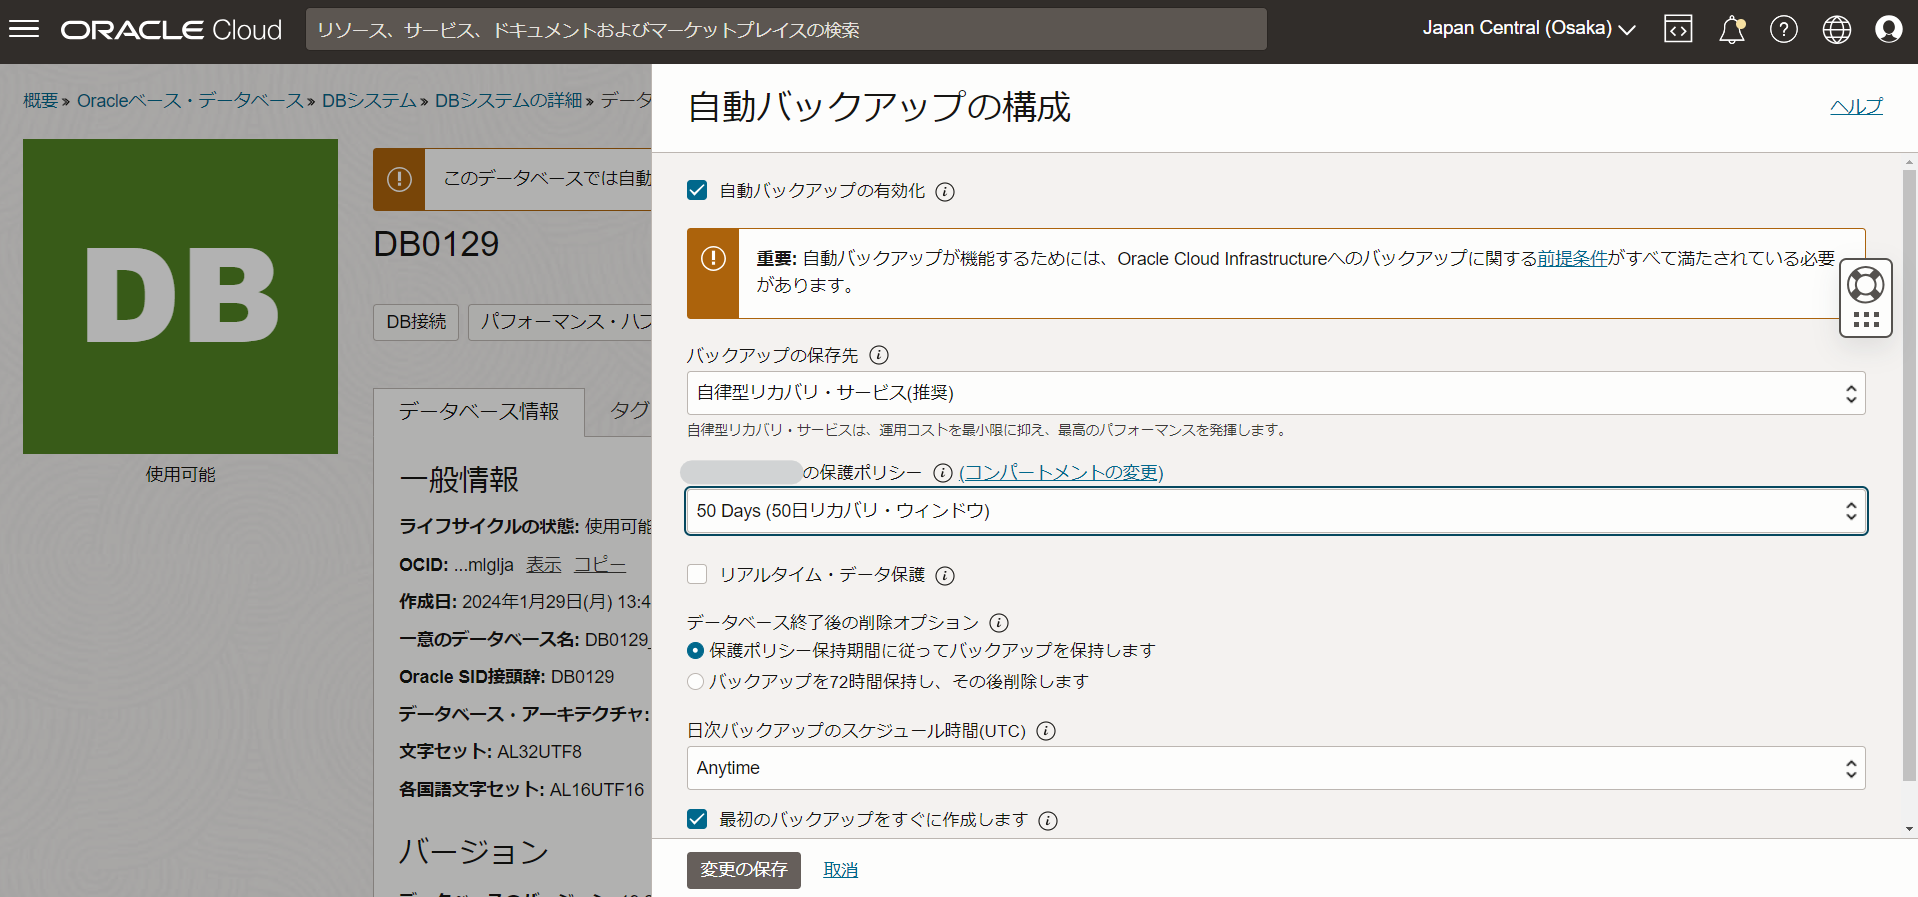 ORACLE Cloud
リソース、サービス、ドキュメントおよびマーケットプレイスの検索
Japan Central (Osaka)
概要 » Oracleベース・データベース » DBシステム » DBシステムの詳細 » データ
DB
使用可能
このデータベースでは自動
DB0129
DB接続
パフォーマンス・ハブ
データベース情報
タグ
一般情報
ライフサイクルの状態: 使用可能
OCID: ...mlglja 表示 コピー
作成日: 2024年1月29日(月) 13:4
一意のデータベース名: DB0129_
Oracle SID接頭辞: DB0129
データベース・アーキテクチャ:
文字セット: AL32UTF8
各国語文字セット: AL16UTF16
バージョン
自動バックアップの構成
ヘルプ
自動バックアップの有効化
重要: 自動バックアップが機能するためには、Oracle Cloud Infrastructureへのバックアップに関する前提条件がすべて満たされている必要
があります。
バックアップの保存先
自律型リカバリ・サービス(推奨)
自律型リカバリ・サービスは、運用コストを最小限に抑え、最高のパフォーマンスを発揮します。
の保護ポリシー (コンパートメントの変更)
50 Days (50日リカバリ・ウィンドウ)
リアルタイム・データ保護
データベース終了後の削除オプション
保護ポリシー保持期間に従ってバックアップを保持します
バックアップを72時間保持し、その後削除します
日次バックアップのスケジュール時間(UTC)
Anytime
最初のバックアップをすぐに作成します
変更の保存
取消